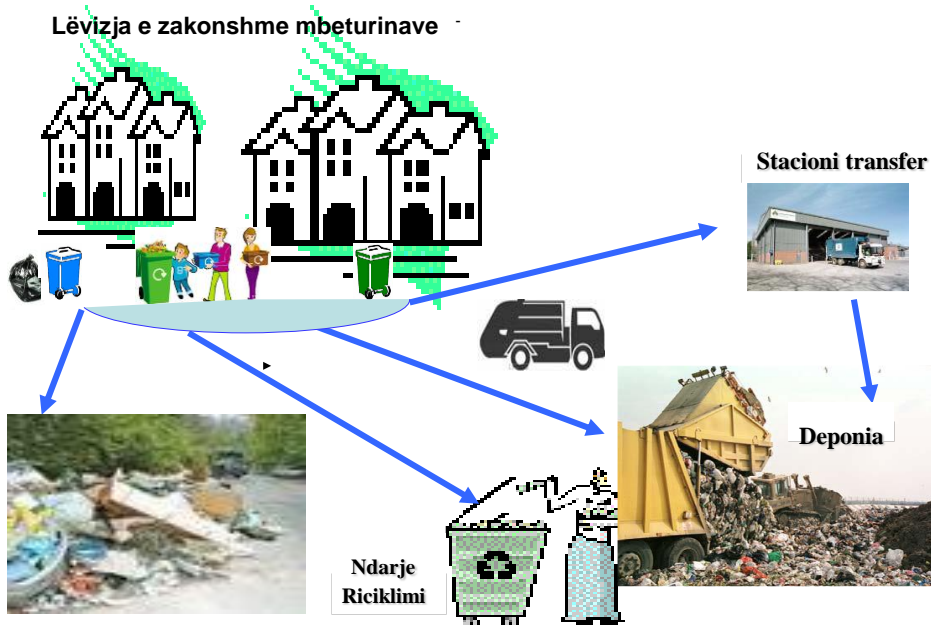 Lëvizja e zakonshme mbeturinave -
Stacioni transfer
Deponia
Ndarje
Riciklimi